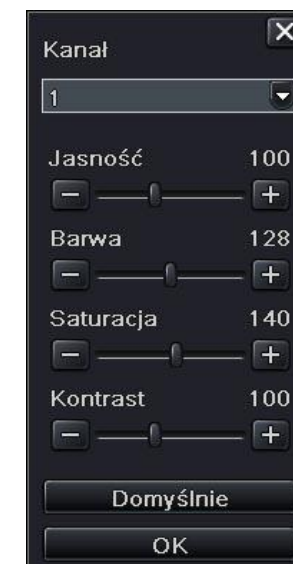 Kanał
1
Jasność 100
Barwa 128
Saturacja 140
Kontrast 100
Domyślnie
OK